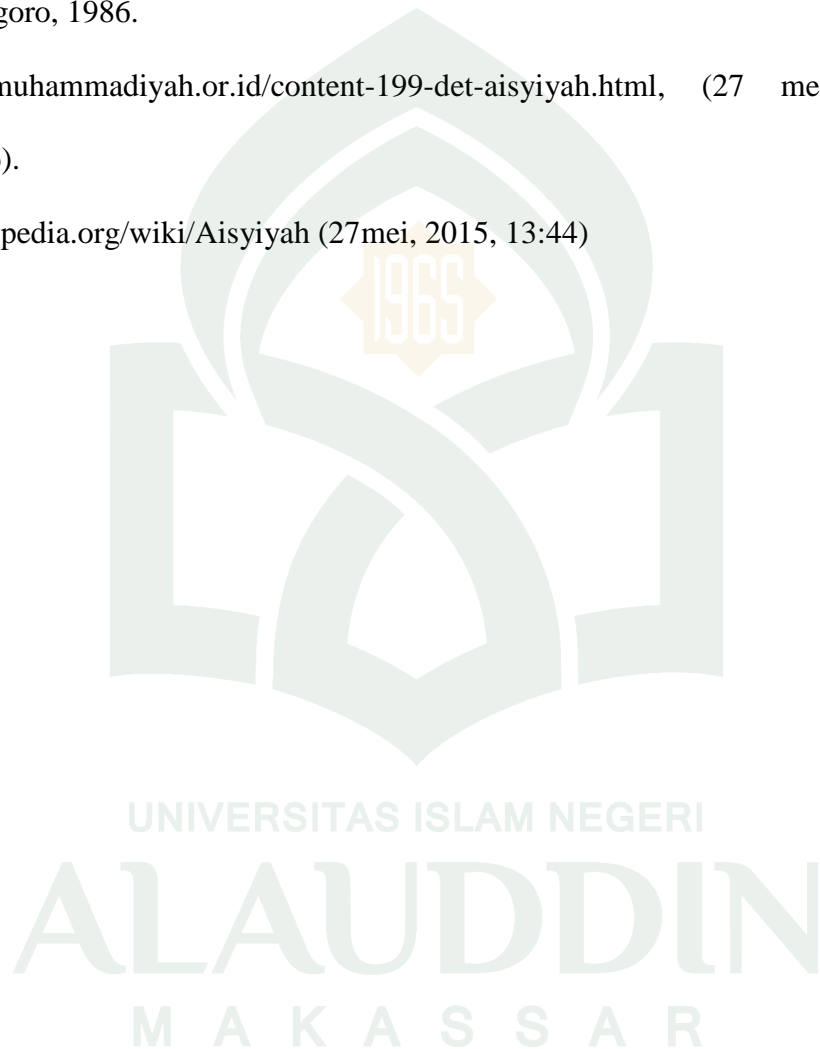 goro, 1986.
muhammadiyah.or.id/content-199-det-aisyiyah.html, (27 me
).
pedia.org/wiki/Aisyiyah (27mei, 2015, 13:44)
1965
UNIVERSITAS ISLAM NEGERI
ALAUDDIN
M A K A S S A R